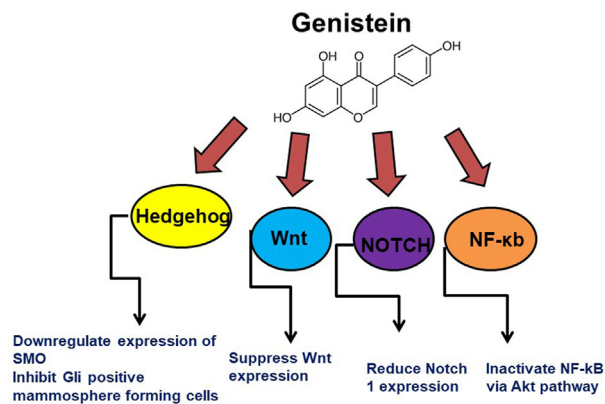 Genistein
OH
O
OH
HO
O
Hedgehog
Wnt
NOTCH
NF-κb
Downregulate expression of
SMO
Inhibit Gli positive
mammosphere forming cells
Suppress Wnt
expression
Reduce Notch
1 expression
Inactivate NF-kB
via Akt pathway